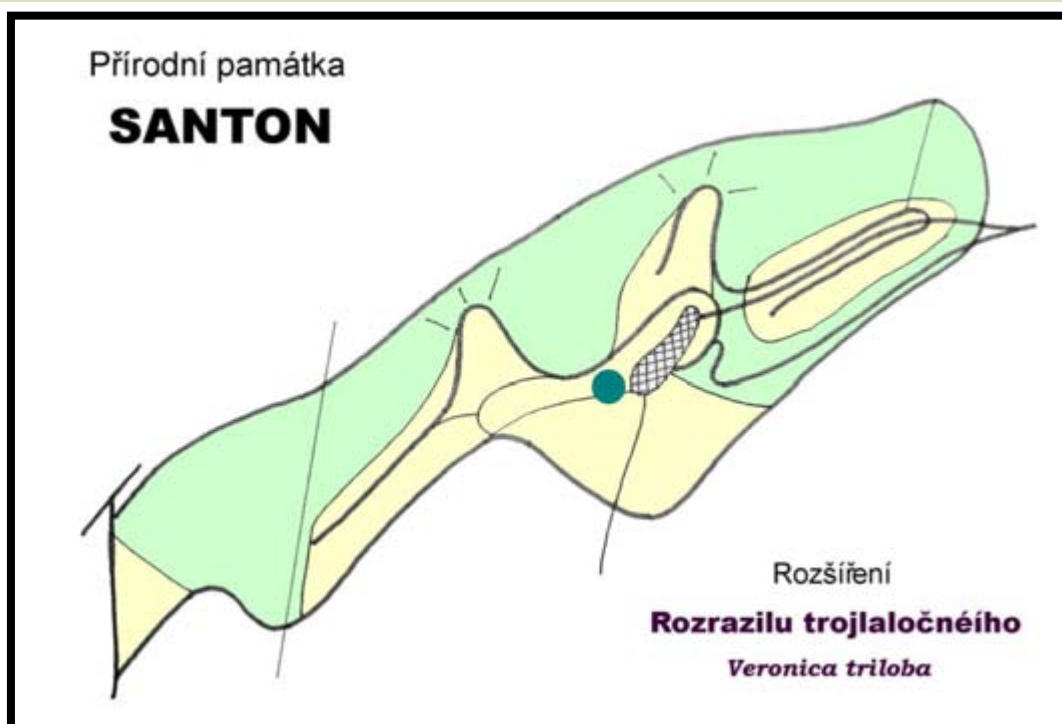 Přírodní památka
SANTON
Rozšíření
Rozrazilu trojlaločnéího
Veronica triloba